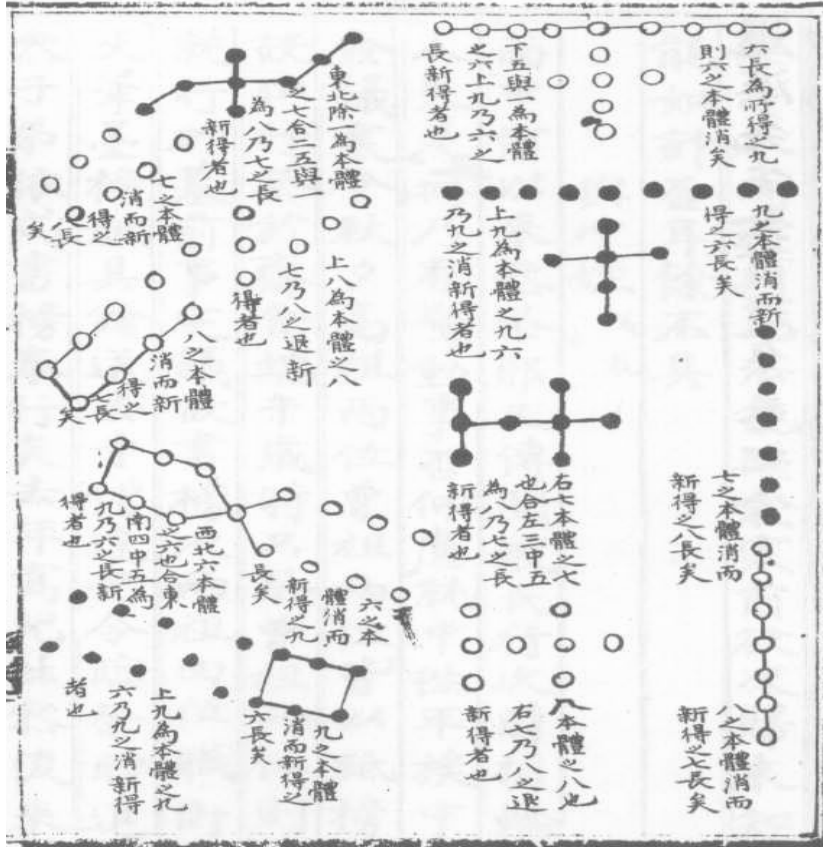 六長為所得之九
則六之本體消矣
下五與一為本體
之六上九乃六之
長新得者也
九之本體消而新
得之六長矣
上九為本體之九六
乃九之消新得者也
七之本體消而
新得之八長矣
右七本體之七
也合左三中五
為八乃七之長
新得者也
八之本體消而
新得之七長矣
八本體之八也
右七乃八之退
新得者也
東北除一為本體
之七合二五與一
為八乃七之長
新得者也
七之本體
消而新
得之
八長
矣
上八為本體之八
七乃八之退新
得者也
八之本體
消而新
得之
七長
矣
西北六本體
之六也合東
南四中五為
九乃六之長新
得者也
六之本
體消而
新得之九
長矣
上九為本體之九
六乃九之消新得
者也
九之本體
消而新得之
六長矣